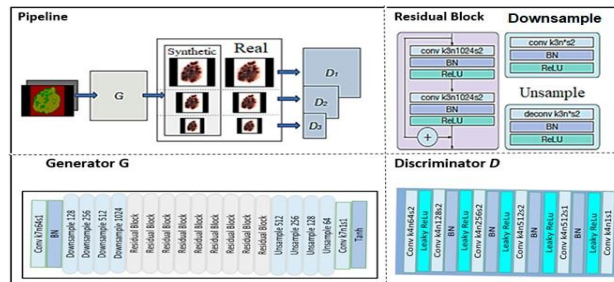 Pipeline
Synthetic
Real
G
D1
D2
D3
Residual Block
conv k3n1024s2
BN
ReLU
conv k3n1024s2
BN
ReLU
+
Downsample
conv k3n*s2
BN
ReLU
Unsample
deconv k3n*s2
BN
ReLU
Generator G
Conv k7n64s1
BN
Downsample 128
Downsample 256
Downsample 512
Downsample 1024
Residual Block
Residual Block
Residual Block
Residual Block
Residual Block
Residual Block
Residual Block
Residual Block
Residual Block
Unsample 512
Unsample 256
Unsample 128
Unsample 64
Conv k7n1s1
Tanh
Discriminator D
Conv k4n64s2
Leaky ReLu
Conv k4n128s2
BN
Leaky ReLu
Conv k4n256s2
BN
Leaky ReLu
Conv k4n512s2
BN
Leaky ReLu
Conv k4n512s1
BN
Leaky ReLu
Conv k4n1s1